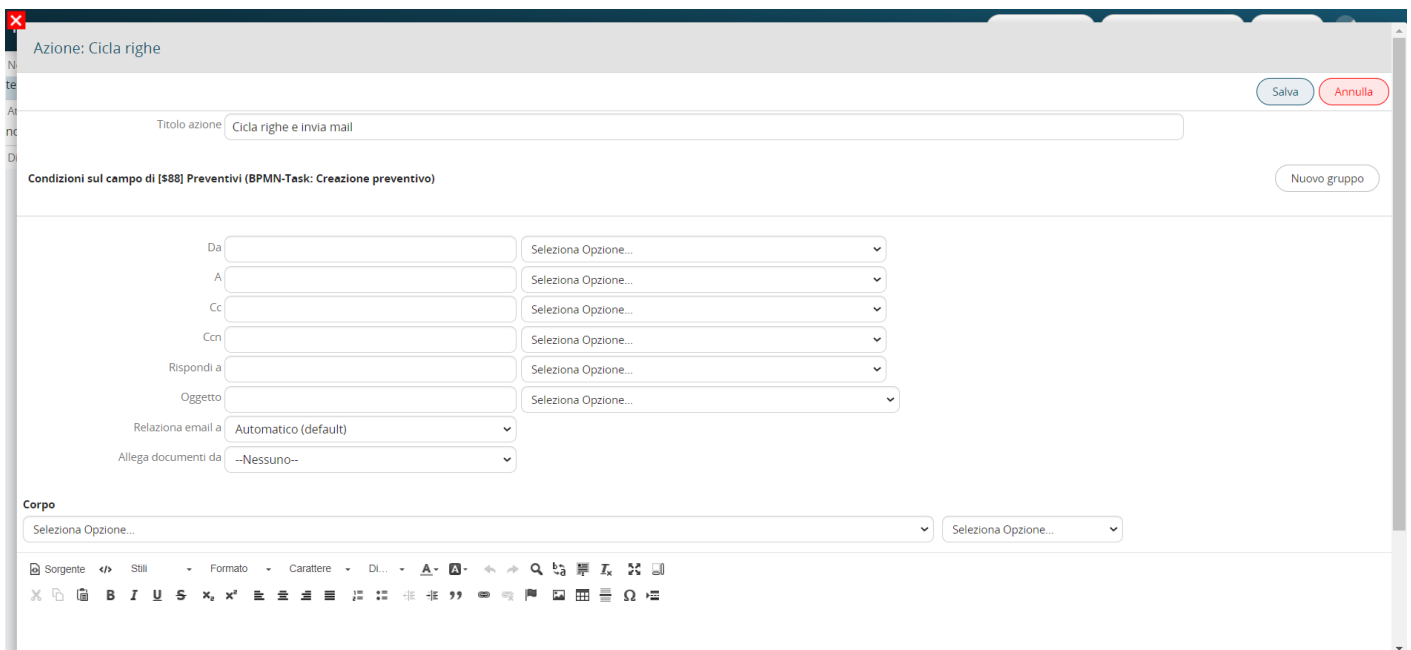 Azione: Cicla righe
Salva Annulla
Titolo azione Cicla righe e invia mail
Condizioni sul campo di [$88] Preventivi (BPMN-Task: Creazione preventivo) Nuovo gruppo
Da Seleziona Opzione...
A Seleziona Opzione...
Cc Seleziona Opzione...
Ccn Seleziona Opzione...
Rispondi a Seleziona Opzione...
Oggetto Seleziona Opzione...
Relaziona email a Automatico (default)
Allega documenti da --Nessuno--
Corpo
Seleziona Opzione... Seleziona Opzione...
Sorgente Stili Formato Carattere Di...